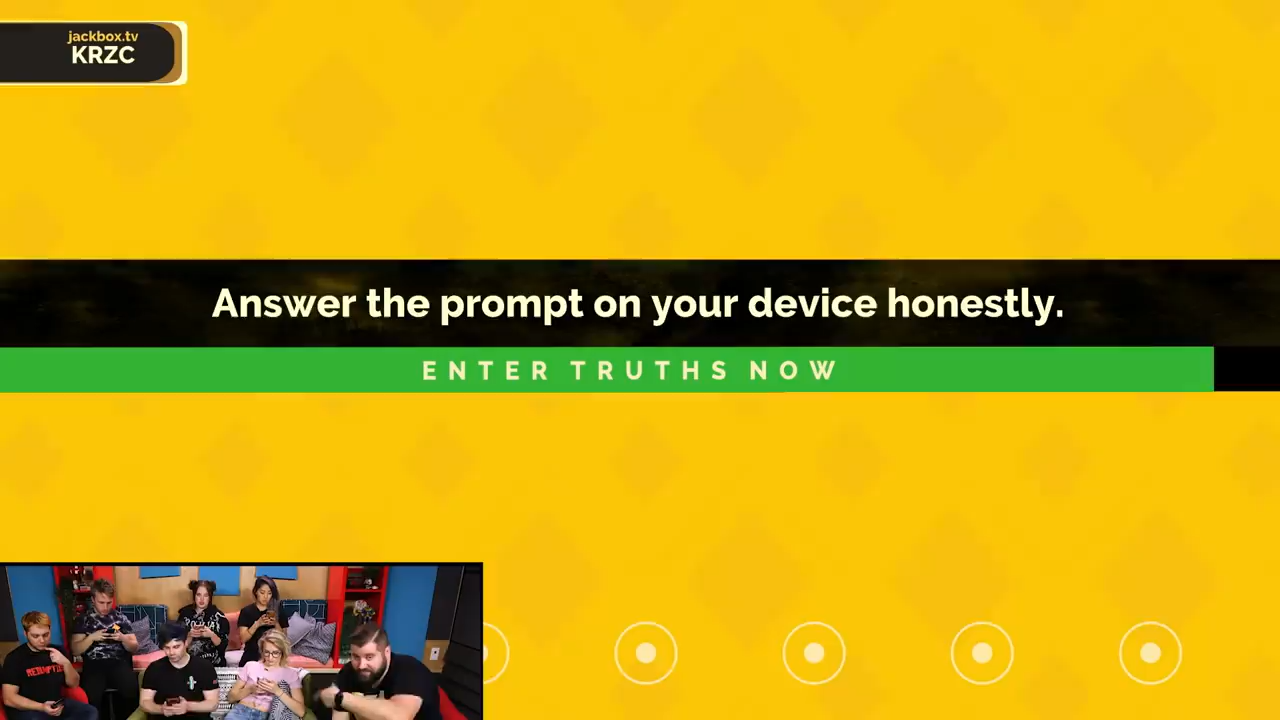 jackbox.tv
KRZC
Answer the prompt on your device honestly.
ENTER TRUTHS NOW